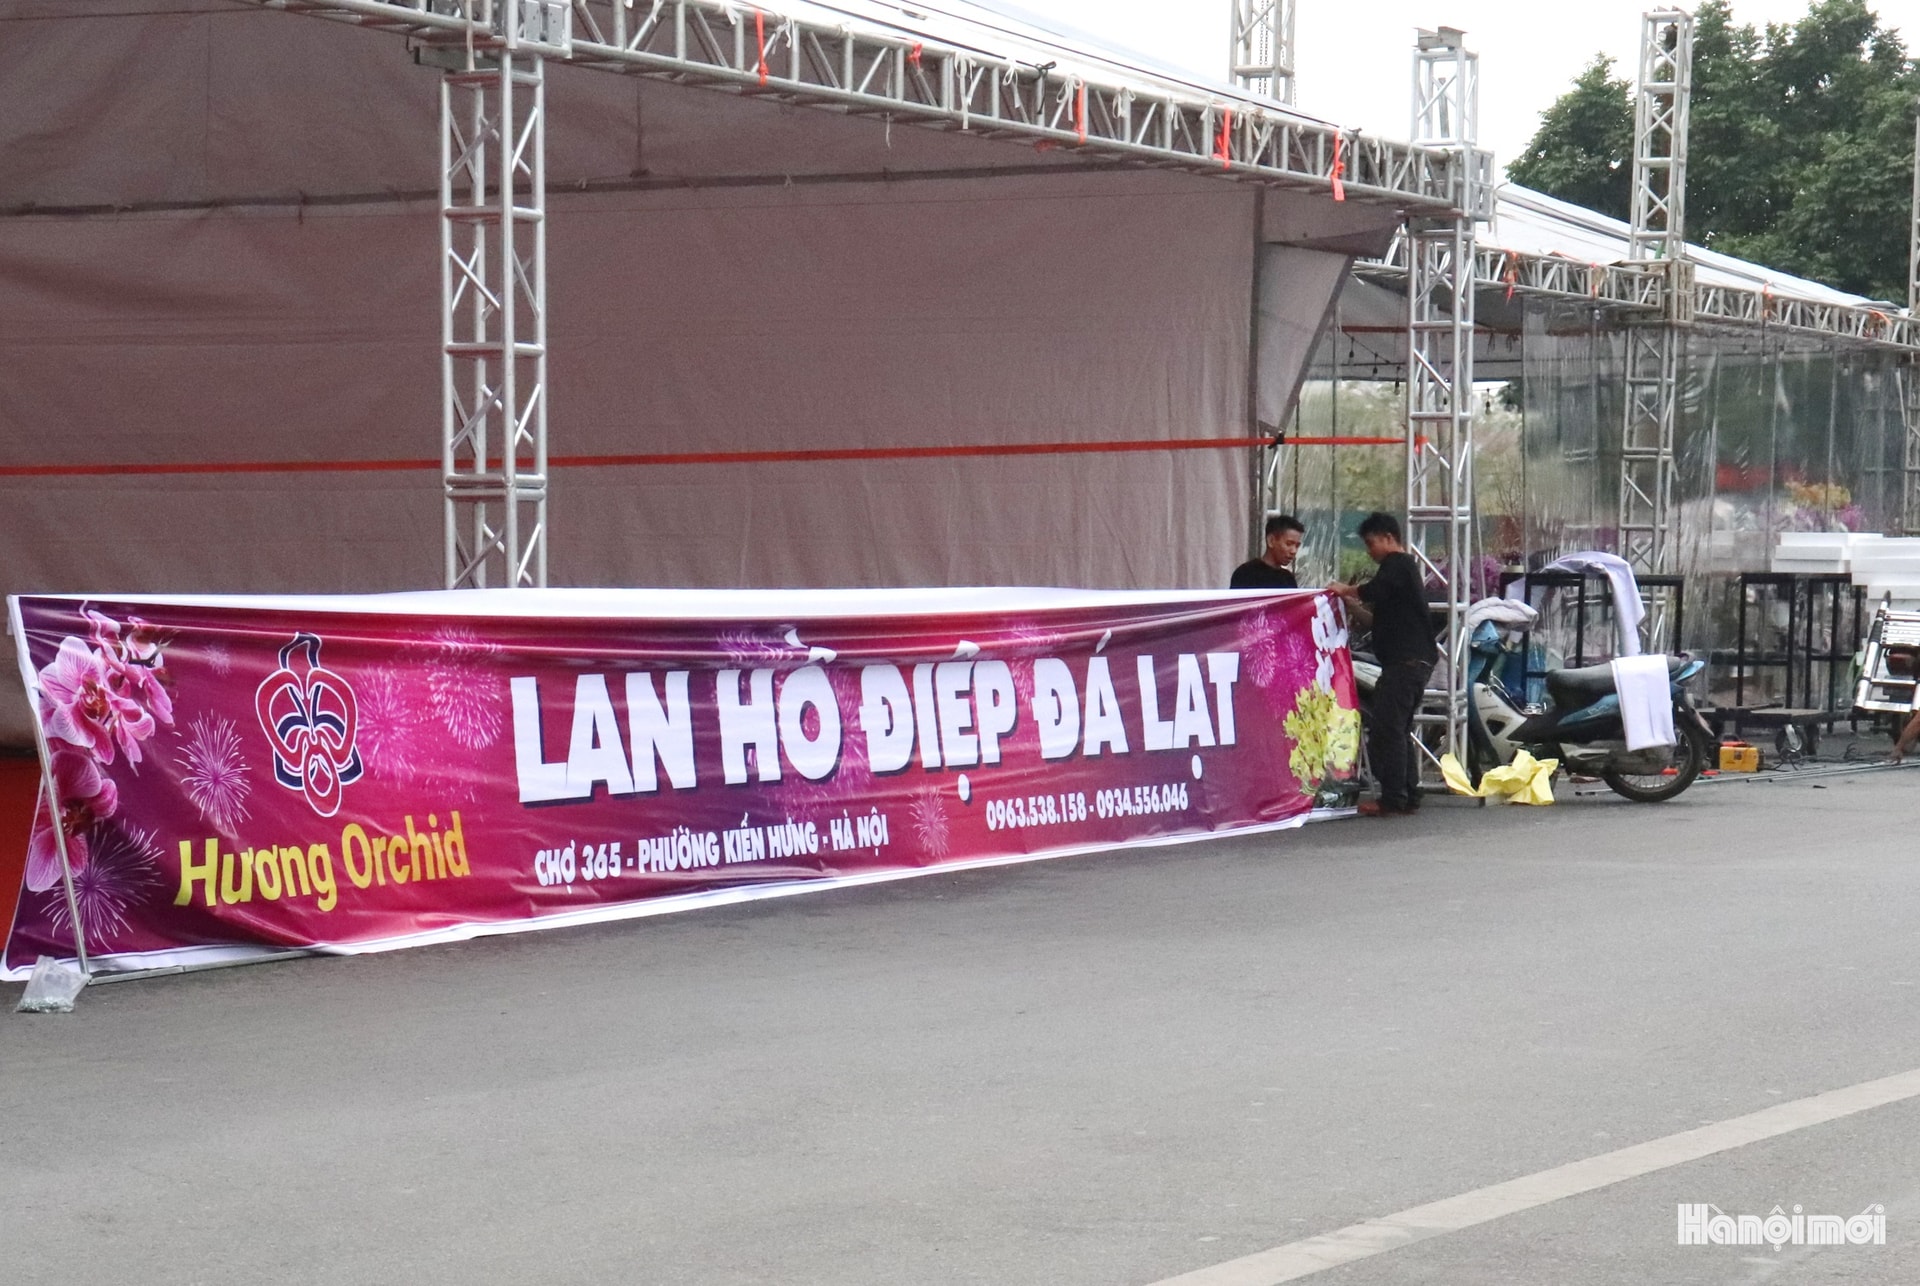 LAN HỒ ĐIỆP ĐÁ LẠT
Hương Orchid
CHỢ 365 - PHƯỜNG KIẾN HƯNG - HÀ NỘI
0963.538.158 - 0934.556.046
Hànộimới